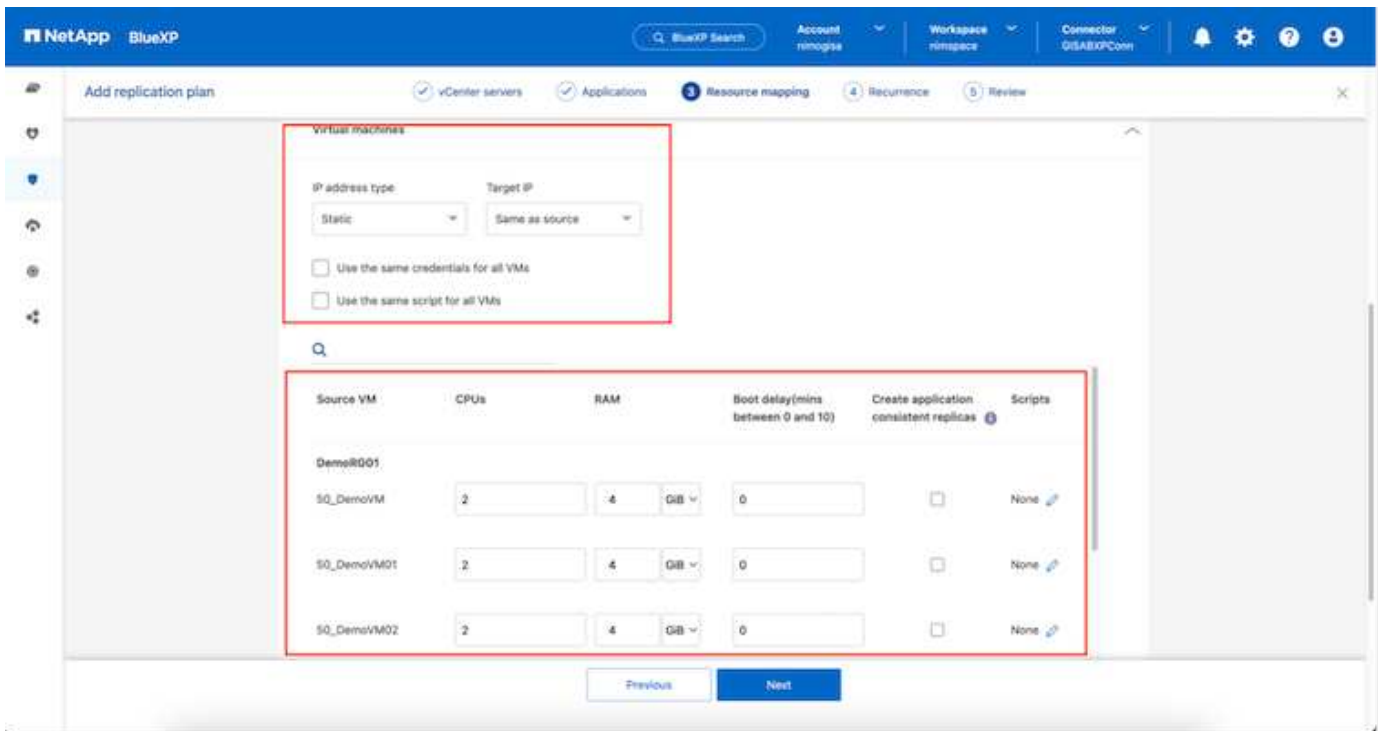 NetApp BlueXP
BlueXP Search
Account
nimogisa
Workspace
nimspace
Connector
GISABXPConn
Add replication plan
vCenter servers
Applications
3 Resource mapping
4 Recurrence
5 Review
Virtual machines
IP address type
Target IP
Static
Same as source
Use the same credentials for all VMs
Use the same script for all VMs
Source VM
CPUs
RAM
Boot delay(mins
between 0 and 10)
Create application
consistent replicas
Scripts
DemoRG01
S0_DemoVM 2 4 GiB 0 None
S0_DemoVM01 2 4 GiB 0 None
S0_DemoVM02 2 4 GiB 0 None
Previous
Next